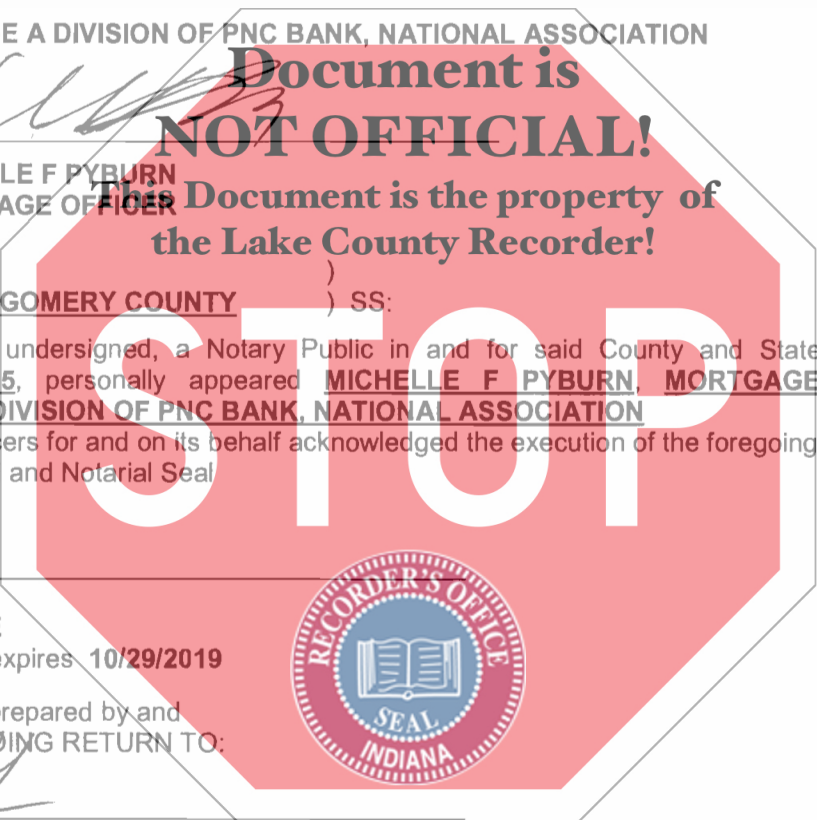 E A DIVISION OF PNC BANK, NATIONAL ASSOCIATION
Document is
NOT OFFICIAL!
LE F PYBURN
AGE OFFICER
This Document is the property of
the Lake County Recorder!
)
GOMERY COUNTY ) SS:
undersigned, a Notary Public in and for said County and State
5, personally appeared MICHELLE F PYBURN, MORTGAGE
DIVISION OF PNC BANK, NATIONAL ASSOCIATION
ers for and on its behalf acknowledged the execution of the foregoing
and Notarial Seal
STOP
RECORDER'S OFFICE
SEAL
INDIANA
expires 10/29/2019
repared by and
DING RETURN TO: